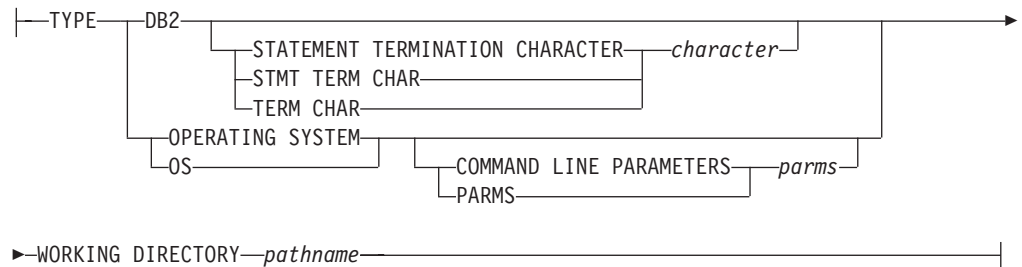 TYPE DB2
STATEMENT TERMINATION CHARACTER character
STMT TERM CHAR
TERM CHAR
OPERATING SYSTEM
OS
COMMAND LINE PARAMETERS parms
PARMS
WORKING DIRECTORY pathname